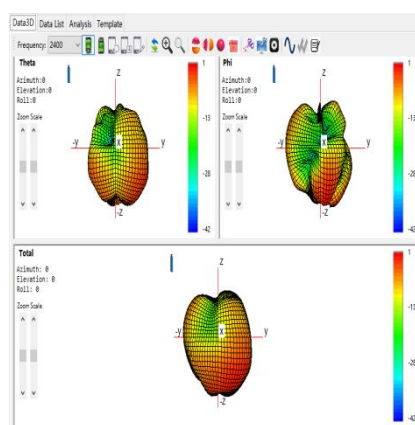 Data3D Data List Analysis Template
Frequency: 2400
Theta
Azimuth:0
Elevation:0
Roll:0
Zoom Scale
Z
-y
X
y
-Z
1
-13
-28
-42
Phi
Azimuth:0
Elevation:0
Roll:0
Zoom Scale
Z
-y
X
y
-Z
1
-13
-28
-42
Total
Azimuth: 0
Elevation: 0
Roll: 0
Zoom Scale
Z
-y
X
y
-Z
1
-13
-28
-42